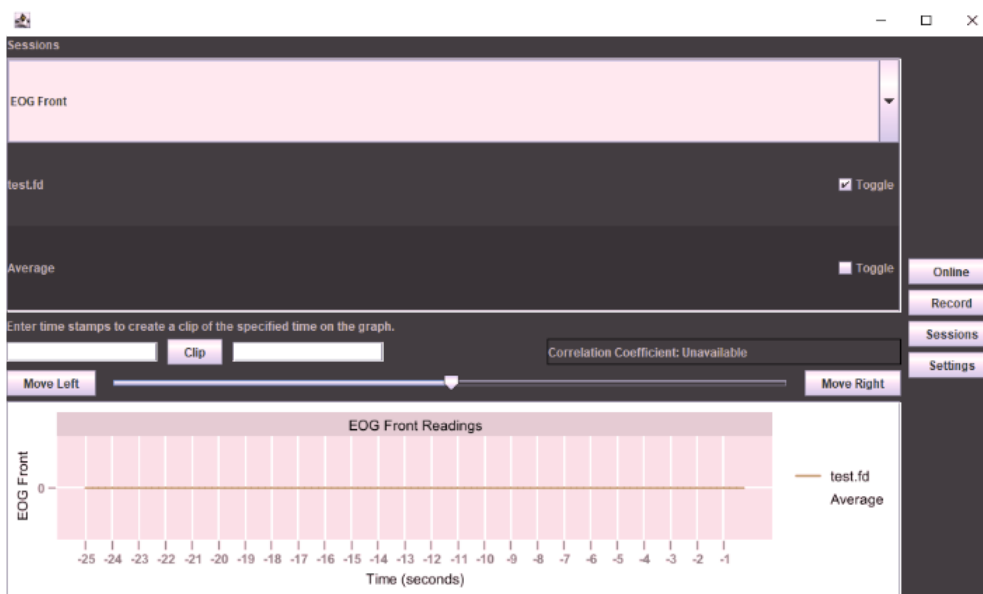 Sessions
EOG Front
test.fd
Toggle
Average
Toggle
Online
Record
Sessions
Settings
Enter time stamps to create a clip of the specified time on the graph.
Clip
Correlation Coefficient: Unavailable
Move Left
Move Right
EOG Front Readings
EOG Front
0
test.fd
Average
-25 -24 -23 -22 -21 -20 -19 -18 -17 -16 -15 -14 -13 -12 -11 -10 -9 -8 -7 -6 -5 -4 -3 -2 -1
Time (seconds)